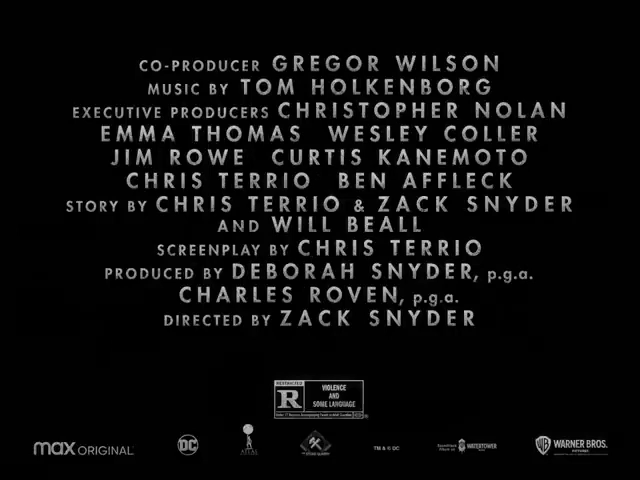 CO-PRODUCER GREGOR WILSON
MUSIC BY TOM HOLKENBORG
EXECUTIVE PRODUCERS CHRISTOPHER NOLAN
EMMA THOMAS WESLEY COLLER
JIM ROWE CURTIS KANEMOTO
CHRIS TERRIO BEN AFFLECK
STORY BY CHRIS TERRIO & ZACK SNYDER
AND WILL BEALL
SCREENPLAY BY CHRIS TERRIO
PRODUCED BY DEBORAH SNYDER, p.g.a.
CHARLES ROVEN, p.g.a.
DIRECTED BY ZACK SNYDER
RESTRICTED
R
VIOLENCE AND
SOME LANGUAGE
max ORIGINAL
DC
ATLAS
TM & © DC
WATERTOWER
WB
WARNER BROS.
PICTURES